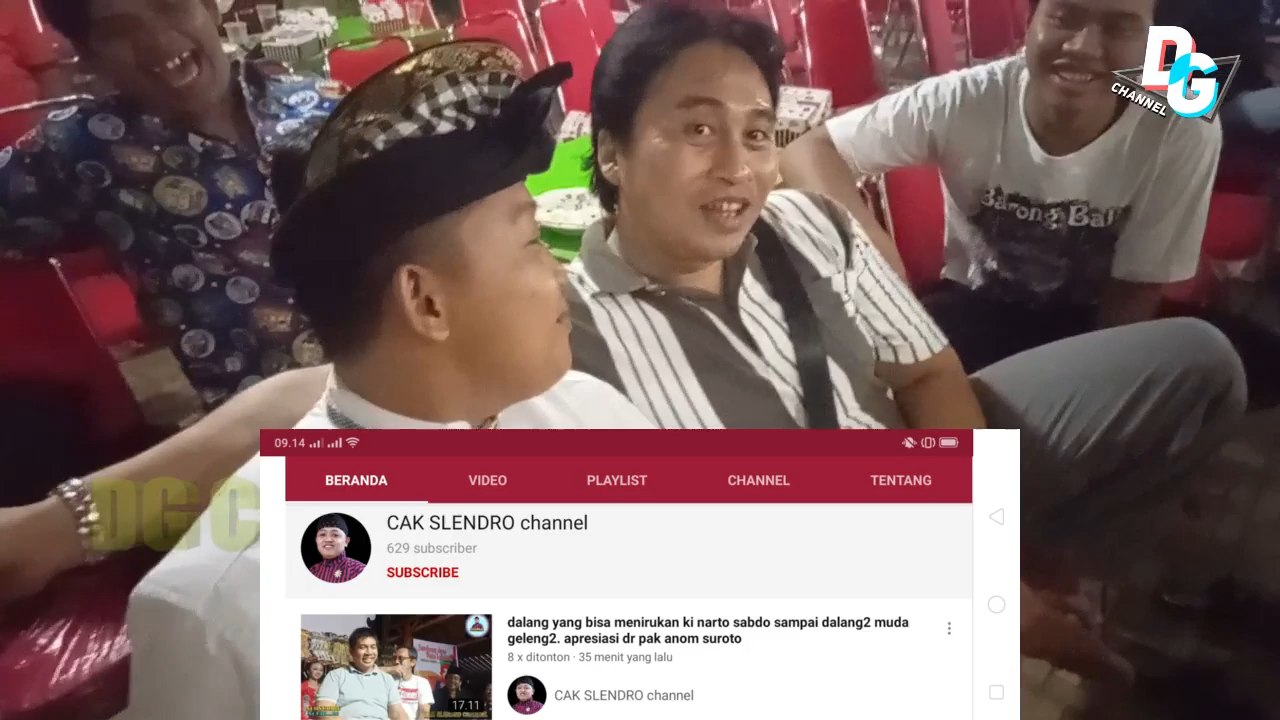 DG
CHANNEL
Barong Bali
DG C
09.14
BERANDA VIDEO PLAYLIST CHANNEL TENTANG
CAK SLENDRO channel
629 subscriber
SUBSCRIBE
dalang yang bisa menirukan ki narto sabdo sampai dalang2 muda
geleng2. apresiasi dr pak anom suroto
8 x ditonton · 35 menit yang lalu
17.11
CAK SLENDRO channel